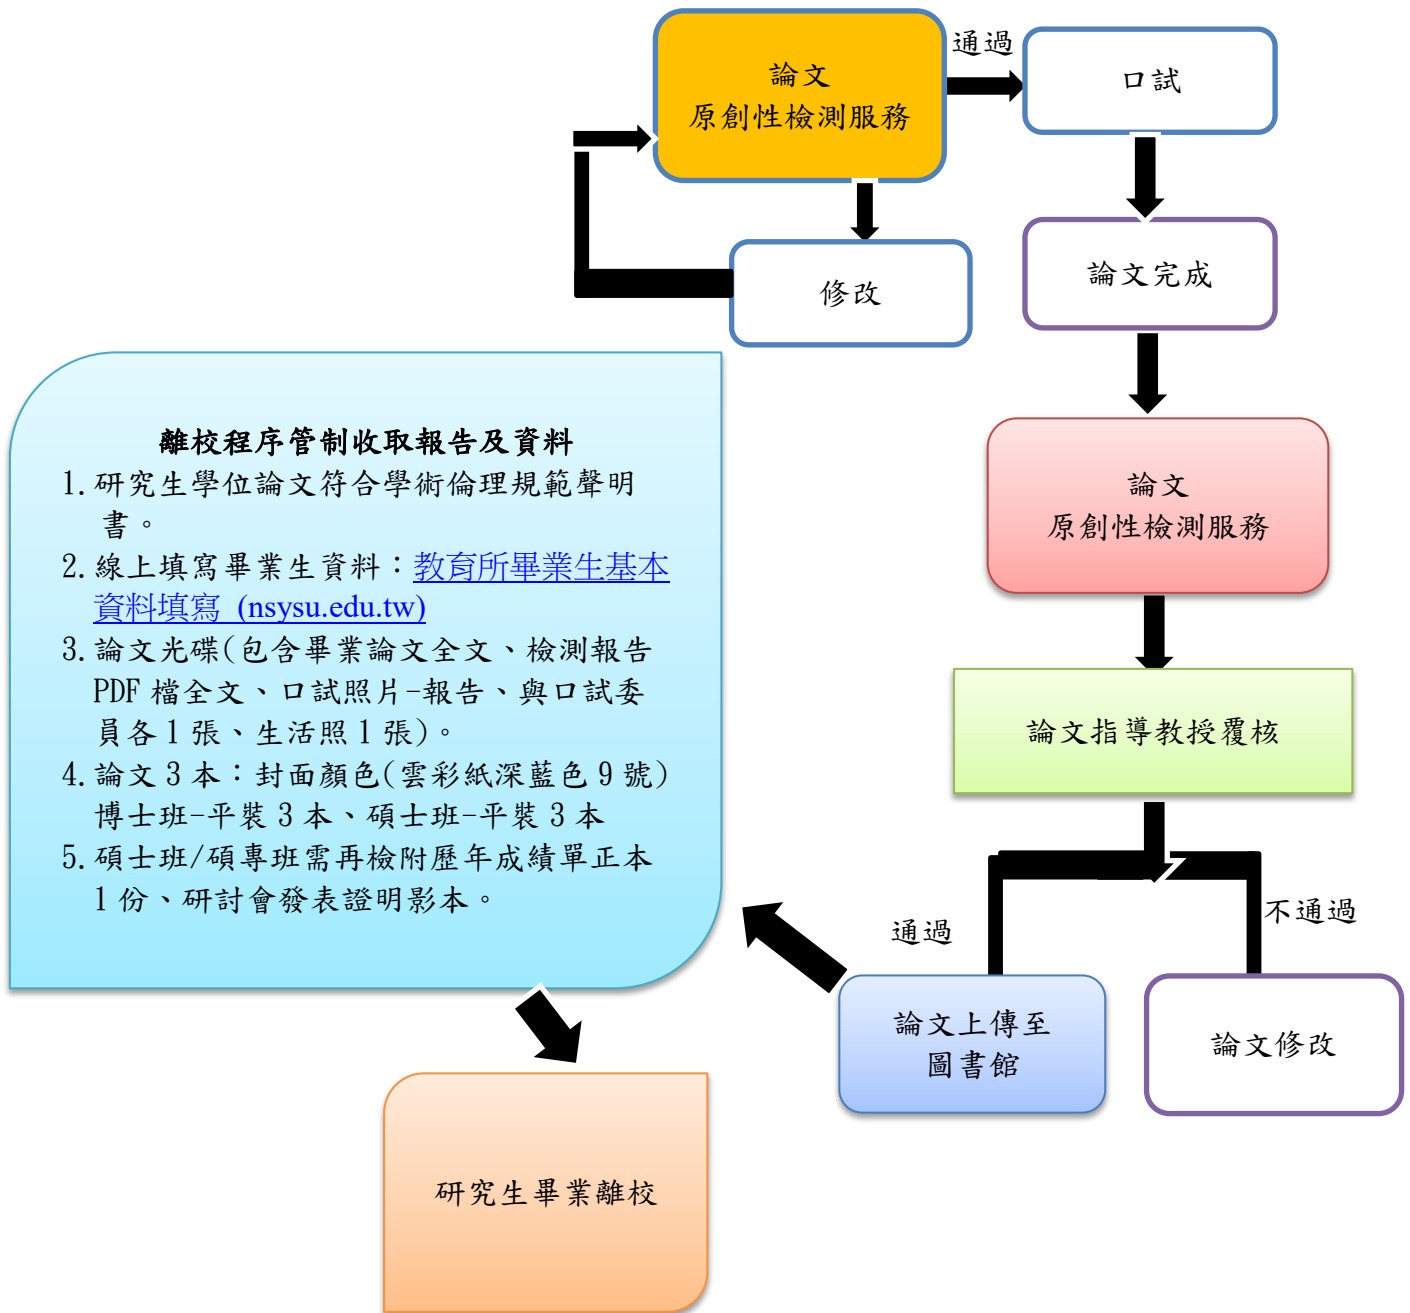 論文
原創性檢測服務
通過
口試
修改
論文完成
論文
原創性檢測服務
論文指導教授覆核
通過
不通過
論文上傳至
圖書館
論文修改
離校程序管制收取報告及資料
1.研究生學位論文符合學術倫理規範聲明
書。
2.線上填寫畢業生資料：教育所畢業生基本
資料填寫 (nsysu.edu.tw)
3.論文光碟(包含畢業論文全文、檢測報告
PDF 檔全文、口試照片-報告、與口試委
員各 1 張、生活照 1 張)。
4.論文 3 本：封面顏色(雲彩紙深藍色 9 號)
博士班-平裝 3 本、碩士班-平裝 3 本
5.碩士班/碩專班需再檢附歷年成績單正本
1 份、研討會發表證明影本。
研究生畢業離校